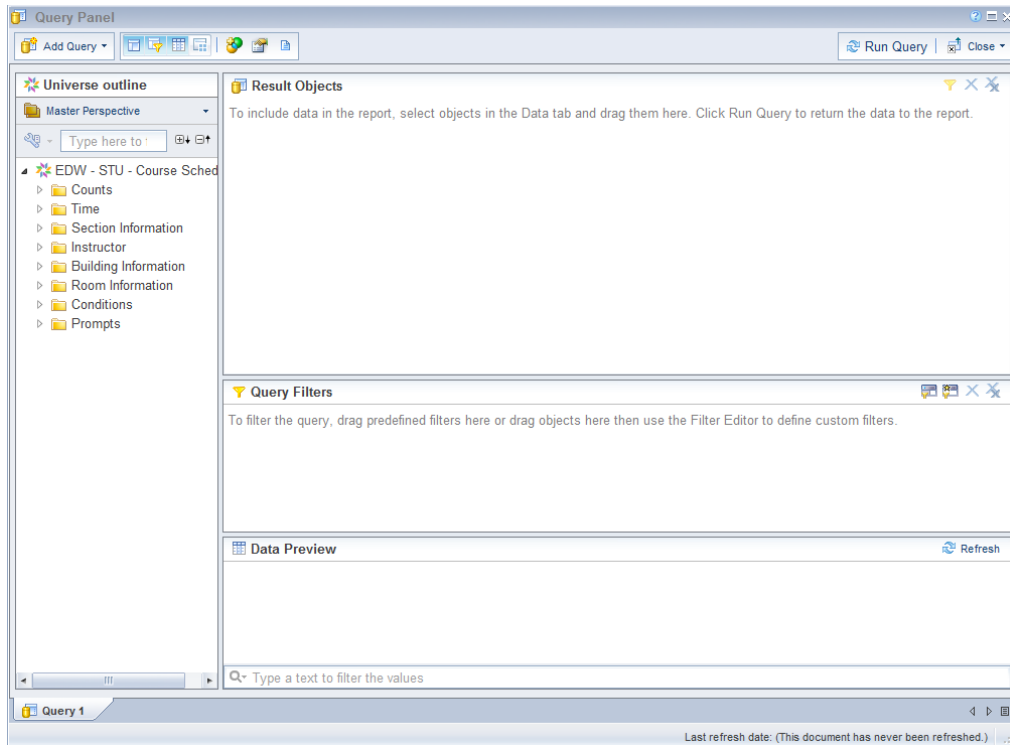 Query Panel
Add Query
Run Query
Close
Universe outline
Master Perspective
Type here to
EDW - STU - Course Sched
Counts
Time
Section Information
Instructor
Building Information
Room Information
Conditions
Prompts
Result Objects
To include data in the report, select objects in the Data tab and drag them here. Click Run Query to return the data to the report.
Query Filters
To filter the query, drag predefined filters here or drag objects here then use the Filter Editor to define custom filters.
Data Preview
Refresh
Type a text to filter the values
Query 1
Last refresh date: (This document has never been refreshed.)